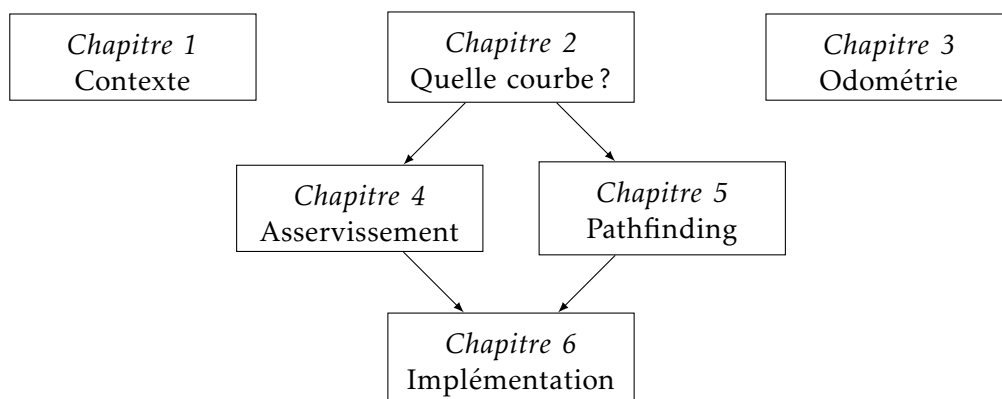 Chapitre 1
Contexte
Chapitre 2
Quelle courbe ?
Chapitre 3
Odométrie
Chapitre 4
Asservissement
Chapitre 5
Pathfinding
Chapitre 6
Implémentation